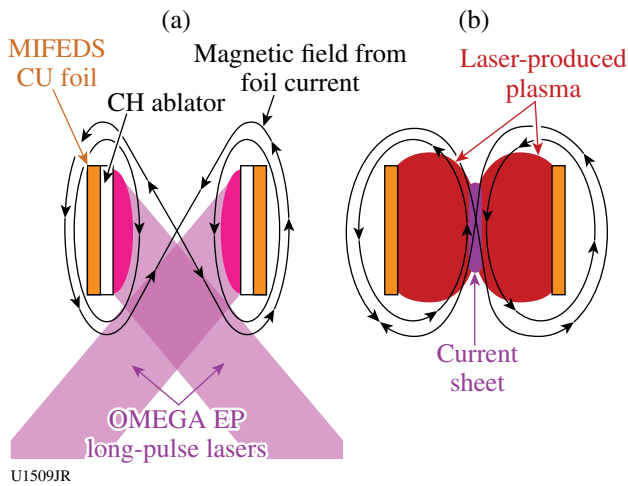 (a)
(b)
MIFEDS
CU foil
CH ablator
Magnetic field from
foil current
Laser-produced
plasma
Current
sheet
OMEGA EP
long-pulse lasers
U1509JR